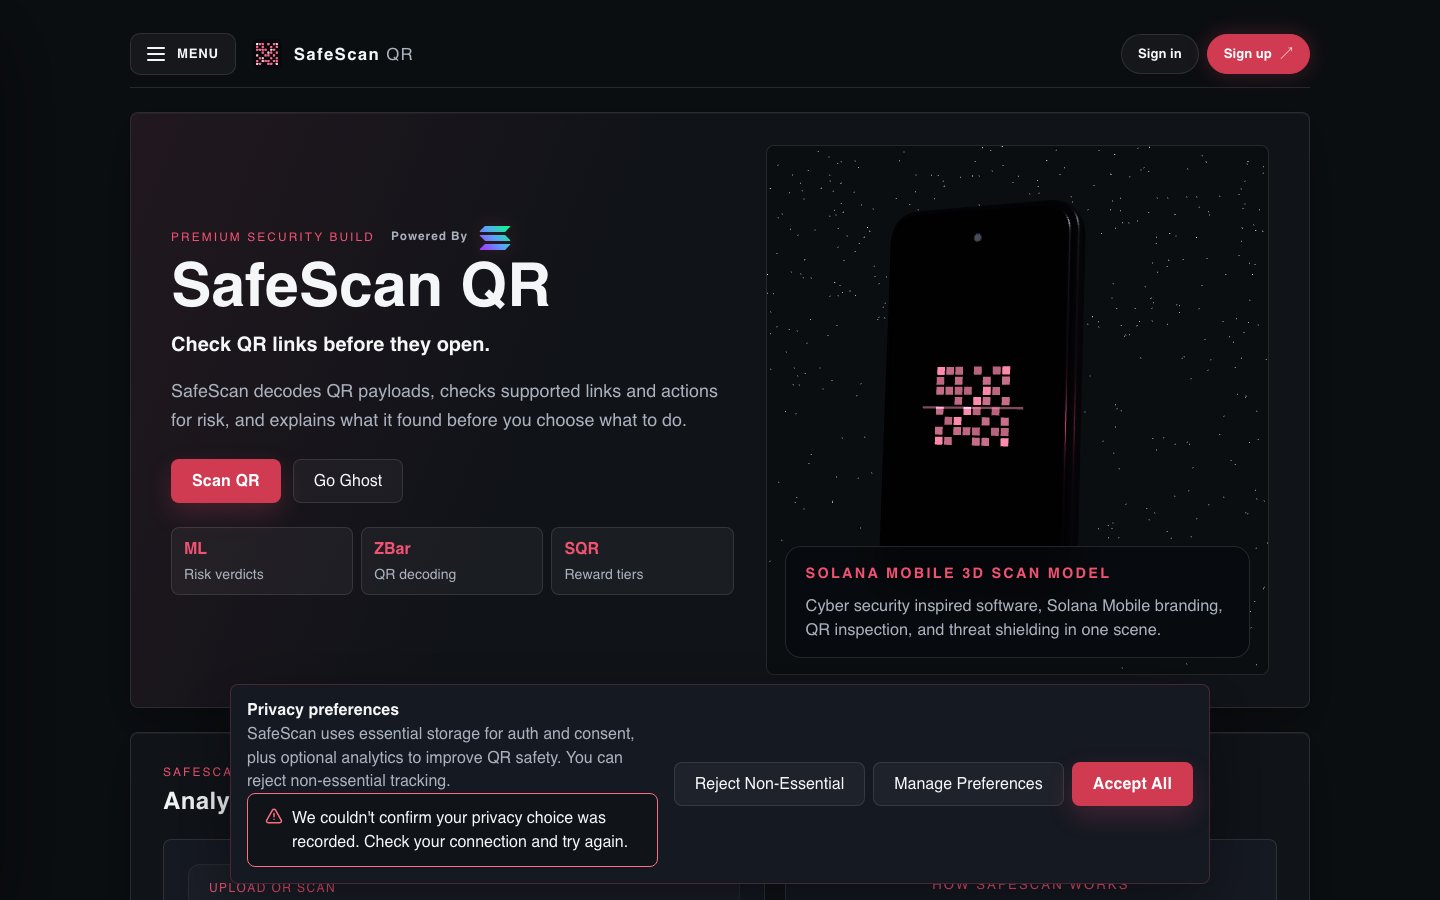 MENU
SafeScan QR
Sign in
Sign up
PREMIUM SECURITY BUILD
Powered By
SafeScan QR
Check QR links before they open.
SafeScan decodes QR payloads, checks supported links and actions
for risk, and explains what it found before you choose what to do.
Scan QR
Go Ghost
ML
Risk verdicts
ZBar
QR decoding
SQR
Reward tiers
SOLANA MOBILE 3D SCAN MODEL
Cyber security inspired software, Solana Mobile branding,
QR inspection, and threat shielding in one scene.
Privacy preferences
SafeScan uses essential storage for auth and consent,
plus optional analytics to improve QR safety. You can
reject non-essential tracking.
We couldn't confirm your privacy choice was
recorded. Check your connection and try again.
Reject Non-Essential
Manage Preferences
Accept All
SAFESCA
Analy
UPLOAD OR SCAN
HOW SAFESCAN WORKS